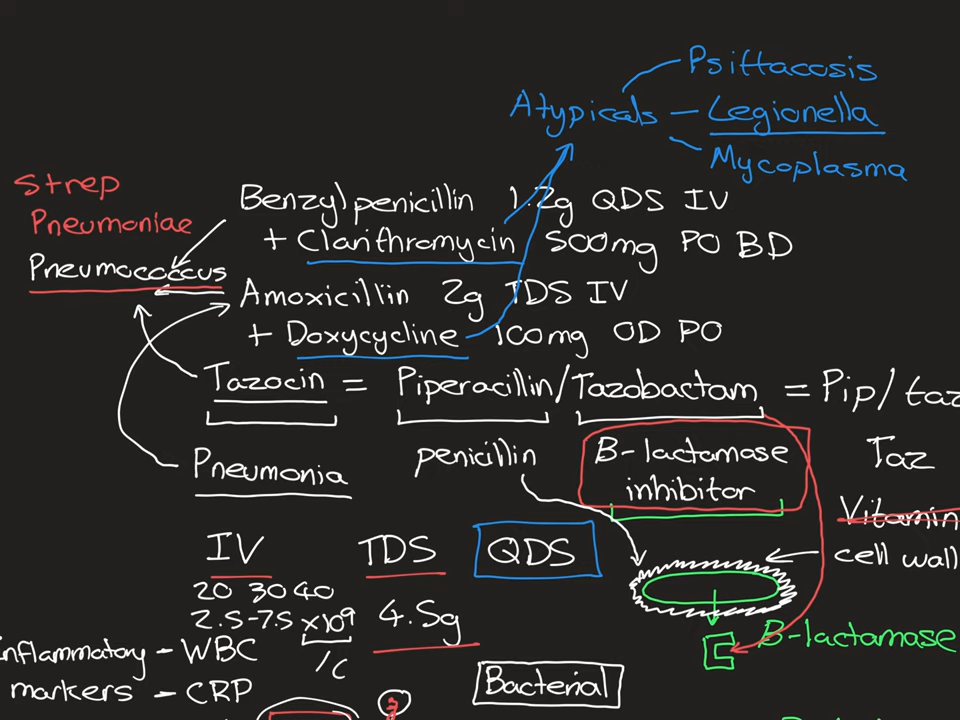 Psittacosis
Atypicals — Legionella
Mycoplasma
Strep
Pneumoniae
Pneumococcus
Benzylpenicillin 1.2g QDS IV
+ Clarithromycin 500mg PO BD
Amoxicillin 2g TDS IV
+ Doxycycline 100mg OD PO
Tazocin = Piperacillin/Tazobactam = Pip/taz
penicillin
B-lactamase
inhibitor
Taz
Pneumonia
Vitamin
cell wall
IV TDS QDS
20 30 40
2.5-7.5 x10^9 4.5g
/c
B-lactamase
inflammatory - WBC
markers - CRP
Bacterial